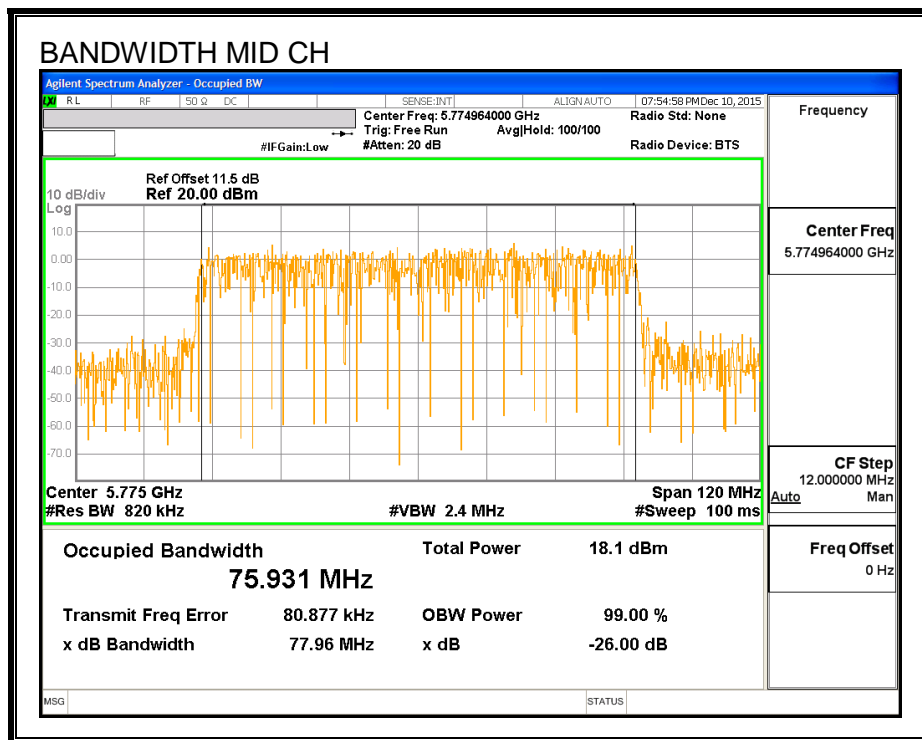 BANDWIDTH MID CH
Agilent Spectrum Analyzer - Occupied BW
LXI RL RF 50 Ω DC SENSE:INT ALIGNAUTO 07:54:58 PMDec 10, 2015
Center Freq: 5.774964000 GHz Radio Std: None
Trig: Free Run Avg|Hold: 100/100
#IFGain:Low #Atten: 20 dB Radio Device: BTS
Ref Offset 11.5 dB
10 dB/div Ref 20.00 dBm
Log
10.0
0.00
-10.0
-20.0
-30.0
-40.0
-50.0
-60.0
-70.0
Center 5.775 GHz Span 120 MHz
#Res BW 820 kHz #VBW 2.4 MHz #Sweep 100 ms
Occupied Bandwidth Total Power 18.1 dBm
75.931 MHz
Transmit Freq Error 80.877 kHz OBW Power 99.00 %
x dB Bandwidth 77.96 MHz x dB -26.00 dB
MSG STATUS
Frequency
Center Freq
5.774964000 GHz
CF Step
12.000000 MHz
Auto Man
Freq Offset
0 Hz